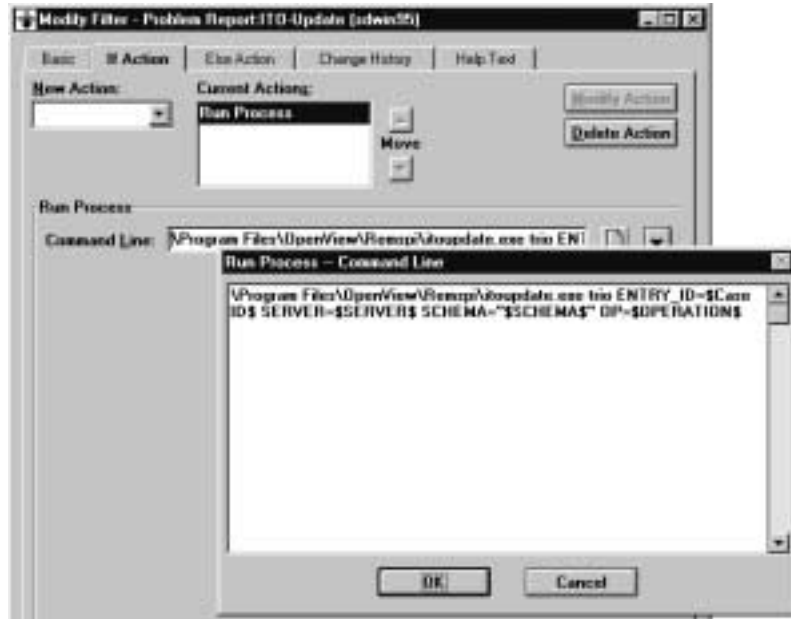 Modify Filter - Problem Report:ITO-Update (adwin95)
Basic If Action Else Action Change History Help Text
New Action: Current Actions: Modify Action
Run Process
Delete Action
Move
Run Process
Command Line: \Program Files\OpenView\Remspi\itoupdate.exe trio ENT
Run Process -- Command Line
\Program Files\OpenView\Remspi\itoupdate.exe trio ENTRY_ID=$Case
ID$ SERVER=$SERVER$ SCHEMA="$SCHEMA$" OP=$OPERATION$
OK Cancel